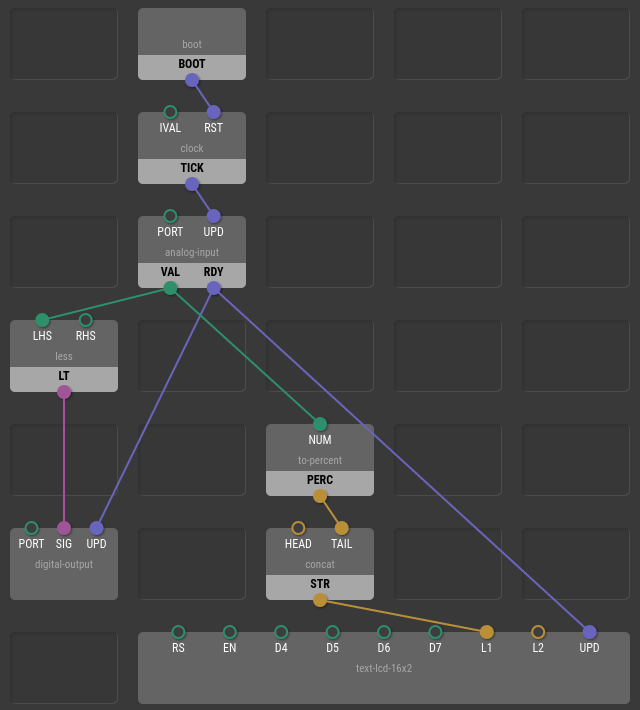 boot
BOOT
IVAL RST
clock
TICK
PORT UPD
analog-input
VAL RDY
LHS RHS
less
LT
NUM
to-percent
PERC
PORT SIG UPD
digital-output
HEAD TAIL
concat
STR
RS EN D4 D5 D6 D7 L1 L2 UPD
text-lcd-16x2